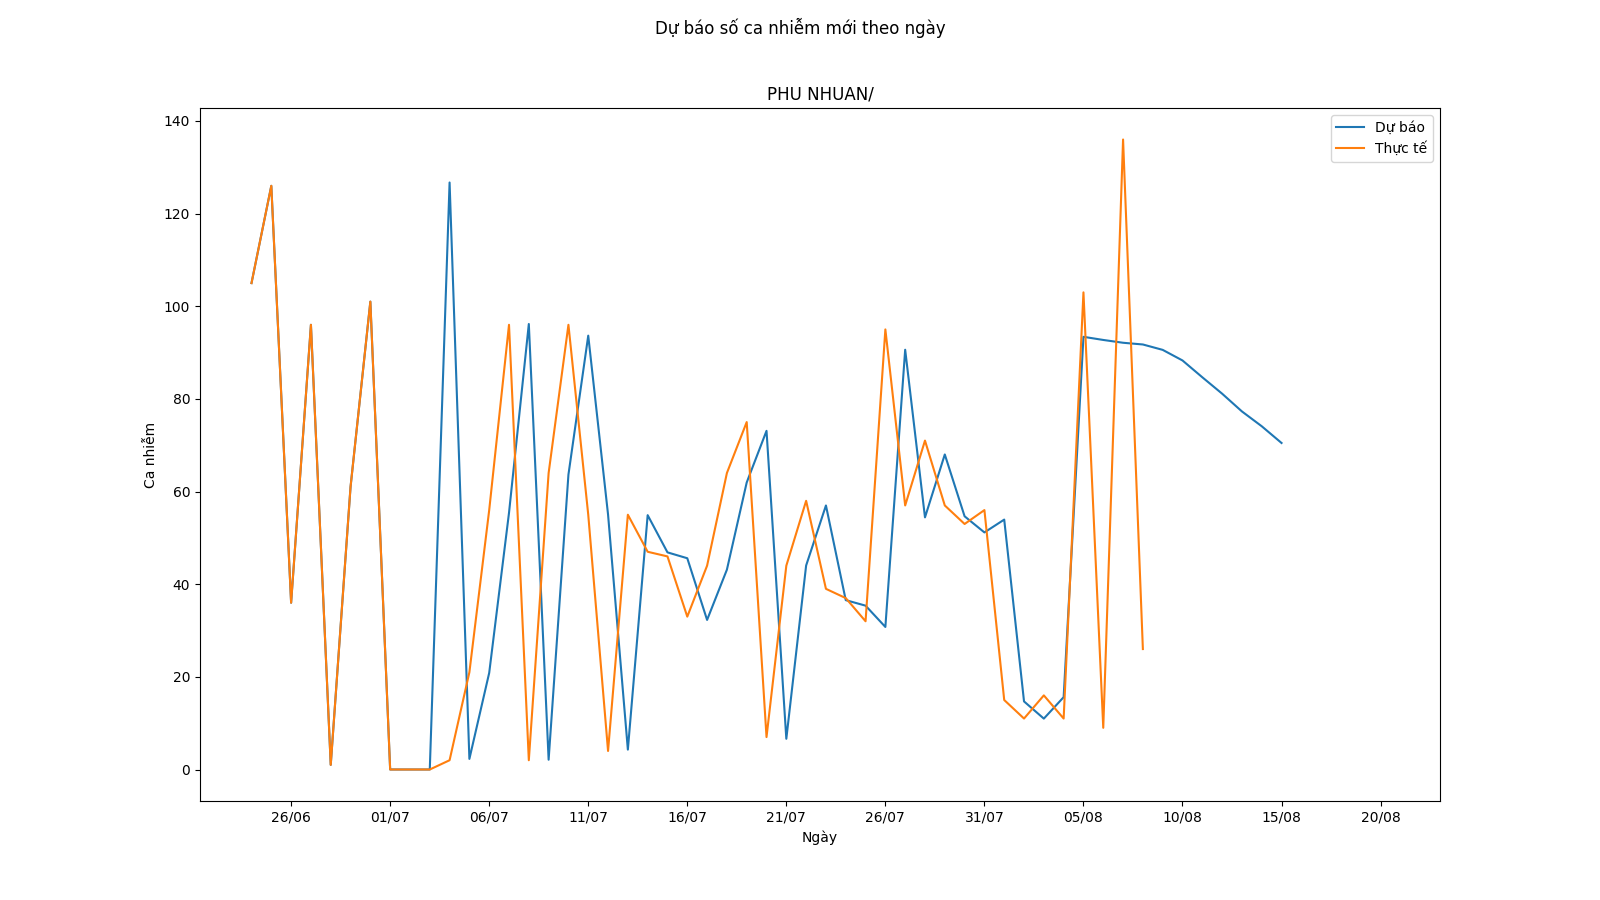 Dự báo số ca nhiễm mới theo ngày
PHU NHUAN/
Dự báo
Thực tế
140
120
100
80
60
40
20
0
Ca nhiễm
26/06 01/07 06/07 11/07 16/07 21/07 26/07 31/07 05/08 10/08 15/08 20/08
Ngày